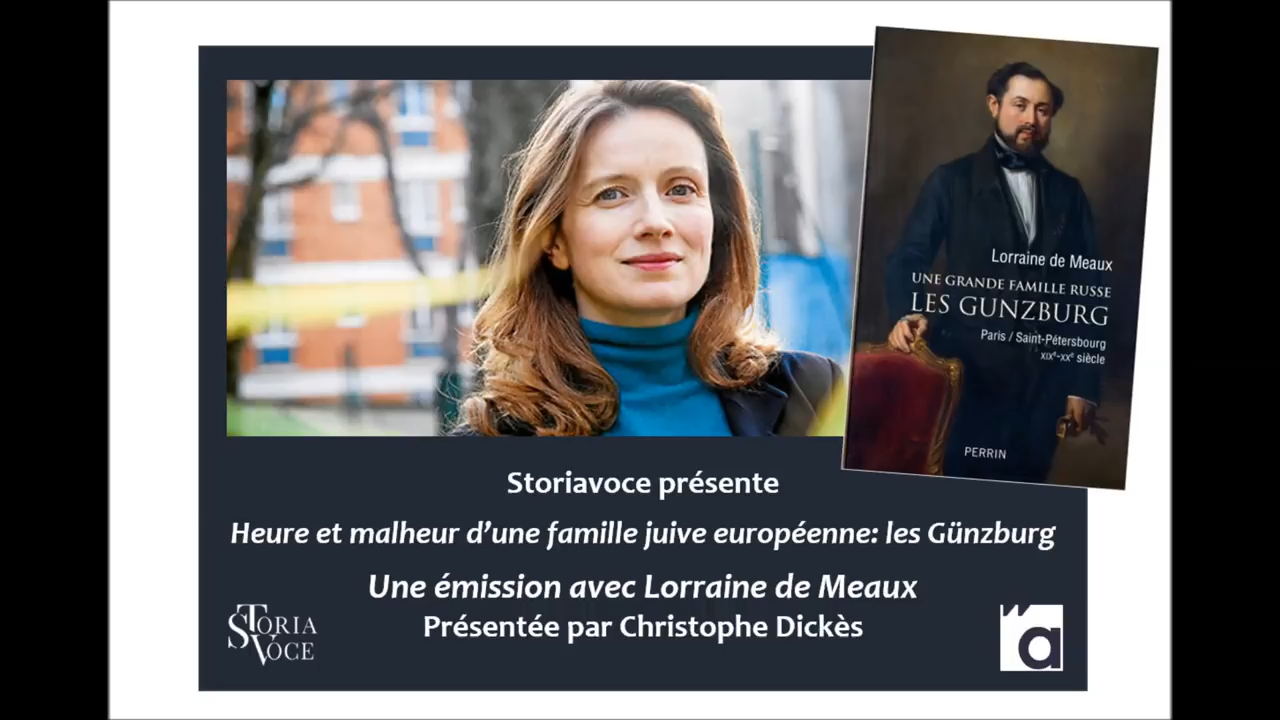 Lorraine de Meaux
UNE GRANDE FAMILLE RUSSE
LES GUNZBURG
Paris / Saint-Pétersbourg
XIXe-XXe siècle
PERRIN
Storiavoce présente
Heure et malheur d'une famille juive européenne: les Günzburg
Une émission avec Lorraine de Meaux
Présentée par Christophe Dickès
STORIA
VOCE
a